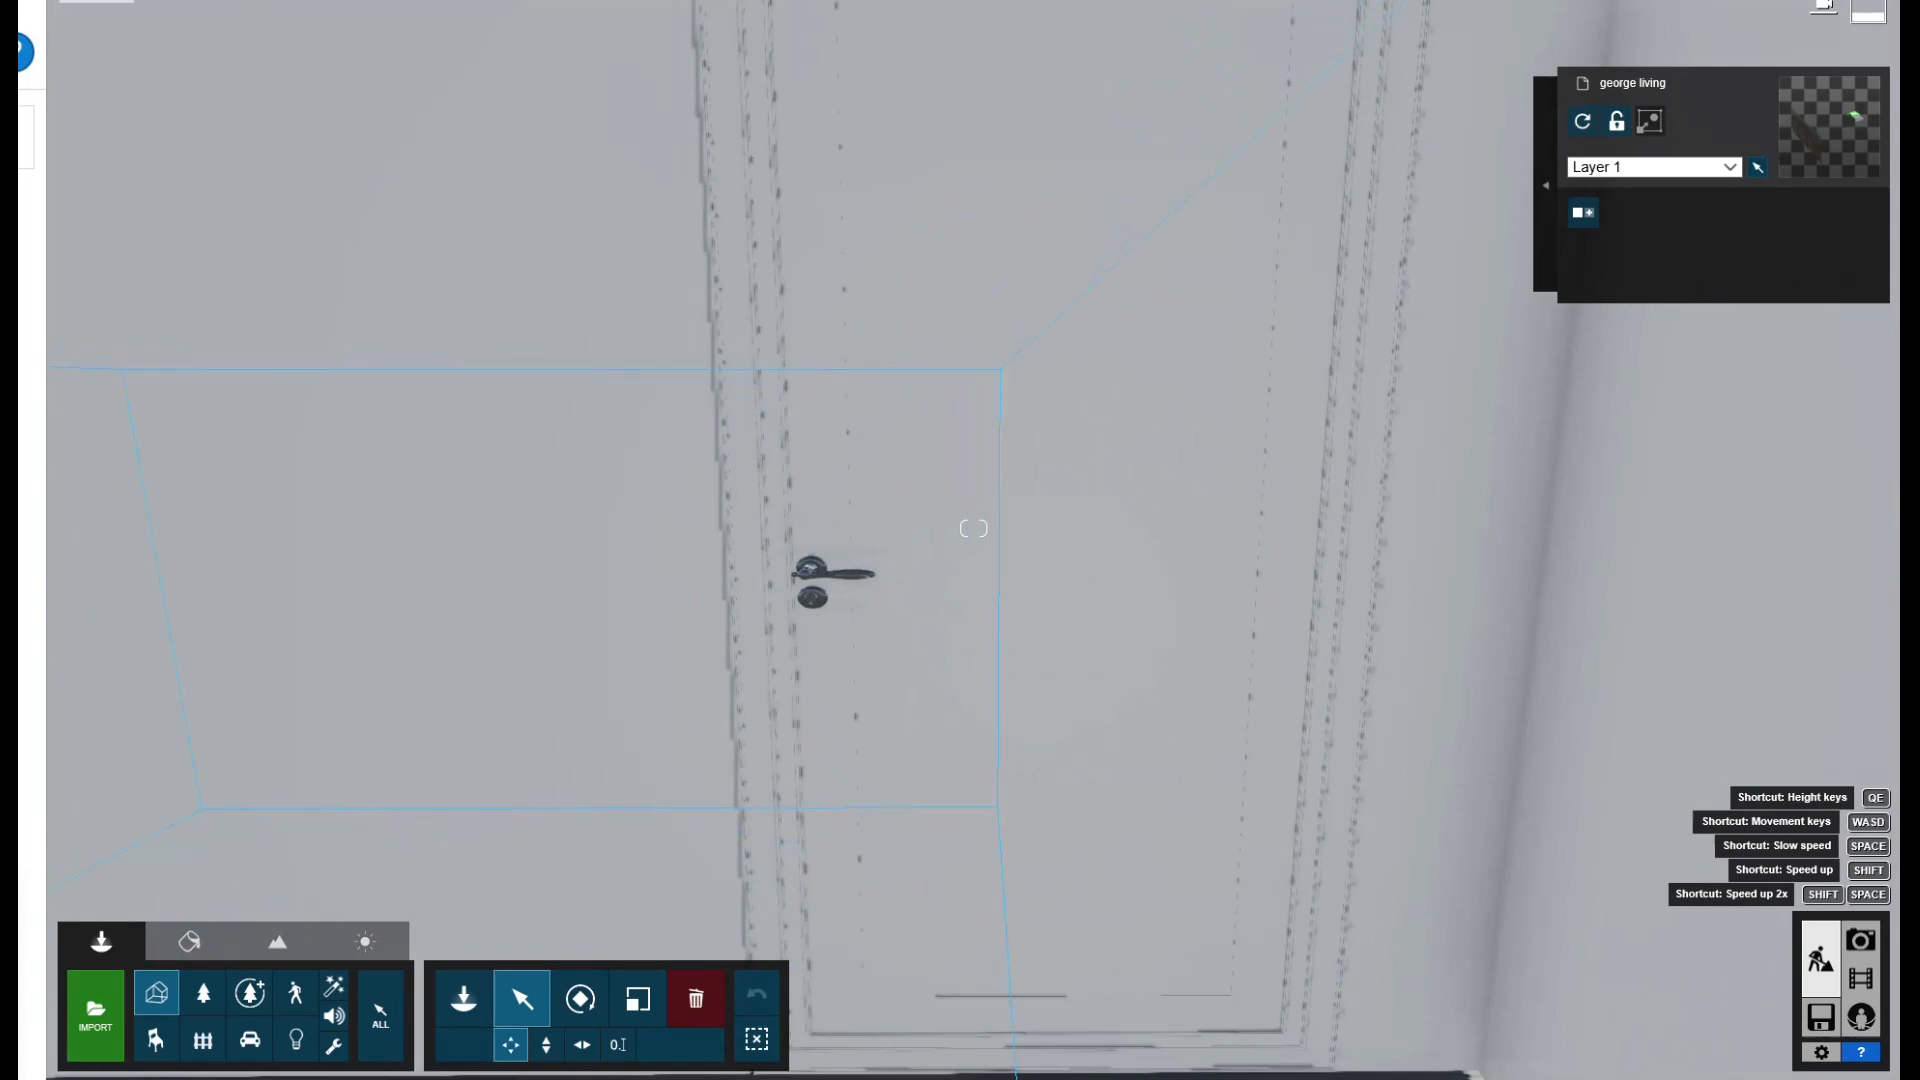 george living
Layer 1
Shortcut: Height keys QE
Shortcut: Movement keys WASD
Shortcut: Slow speed SPACE
Shortcut: Speed up SHIFT
Shortcut: Speed up 2x SHIFT SPACE
IMPORT
ALL
0.
?